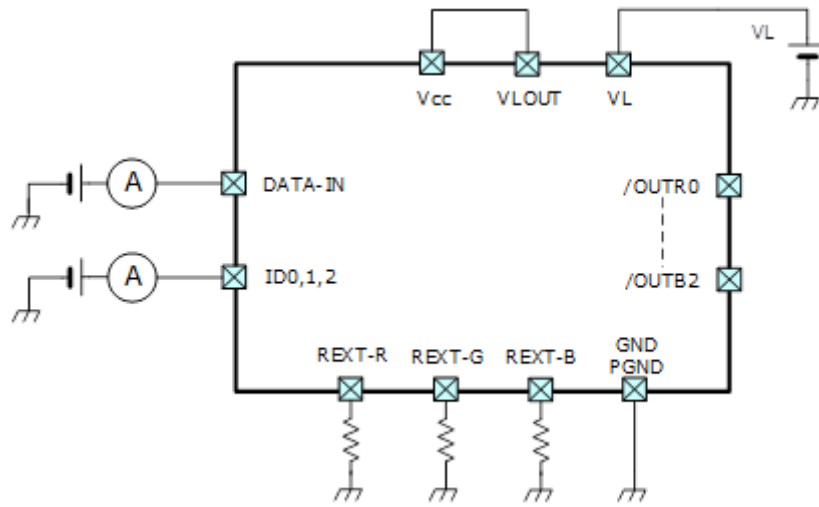 VL
Vcc
VLOUT
VL
A
DATA-IN
/OUTR0
A
ID0,1,2
/OUTB2
REXT-R
REXT-G
REXT-B
GND
PGND